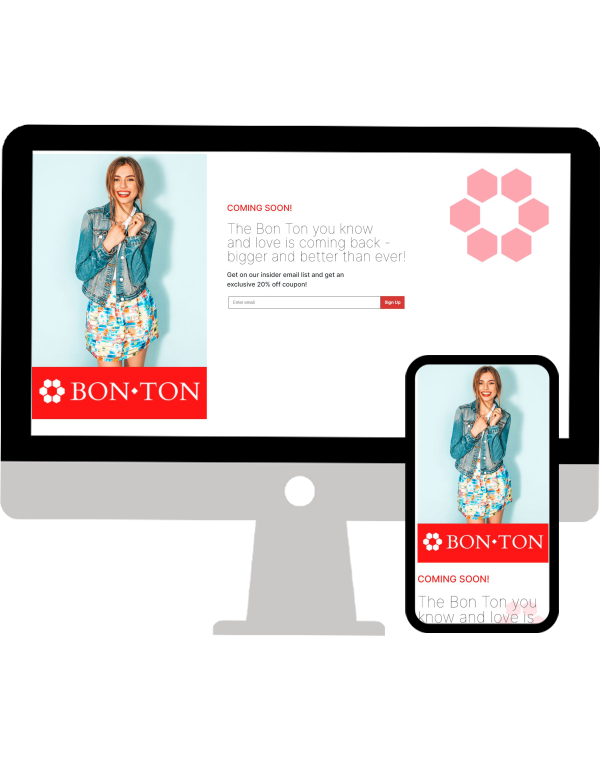 COMING SOON!
The Bon Ton you know
and love is coming back -
bigger and better than ever!
Get on our insider email list and get an
exclusive 20% off coupon!
Enter email
Sign Up
BON•TON
BON•TON
COMING SOON!
The Bon Ton you
know and love is